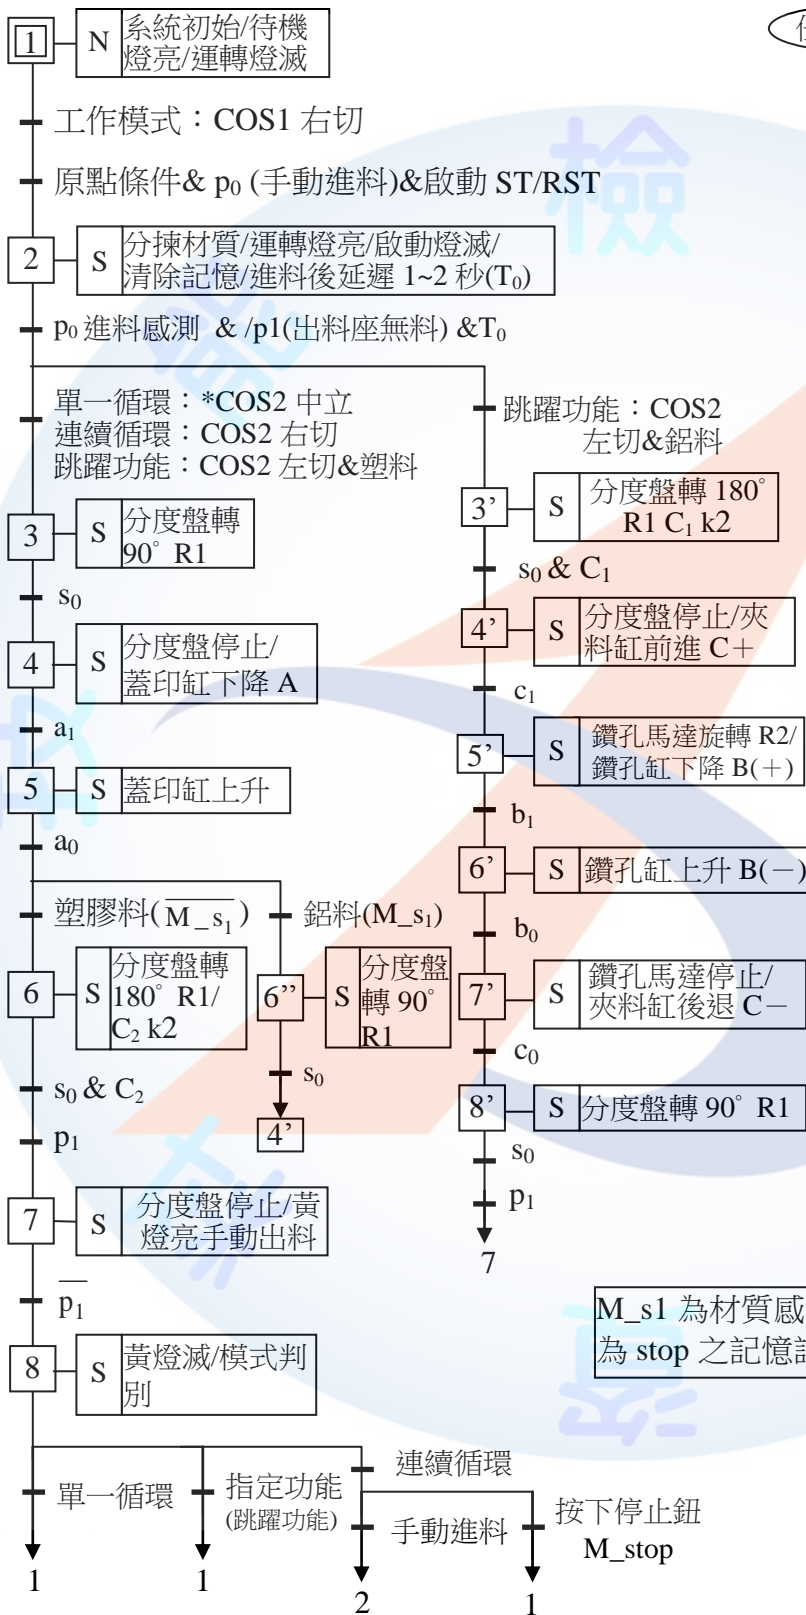 1
N
系統初始/待機
燈亮/運轉燈滅
工作模式：COS1 右切
原點條件& p₀ (手動進料)&啟動 ST/RST
2
S
分揀材質/運轉燈亮/啟動燈滅/
清除記憶/進料後延遲 1~2 秒(T₀)
p₀ 進料感測 & /p1(出料座無料) &T₀
單一循環：*COS2 中立
連續循環：COS2 右切
跳躍功能：COS2 左切&塑料
3
S
分度盤轉
90° R1
s₀
4
S
分度盤停止/
蓋印缸下降 A
a₁
5
S
蓋印缸上升
a₀
塑膠料(M_s₁)
鋁料(M_s₁)
6
S
分度盤轉
180° R1/
C₂ k2
6''
S
分度盤
轉 90°
R1
s₀
4'
s₀ & C₂
p₁
7
S
分度盤停止/黃
燈亮手動出料
p₁
8
S
黃燈滅/模式判
別
跳躍功能：COS2
左切&鋁料
3'
S
分度盤轉 180°
R1 C₁ k2
s₀ & C₁
4'
S
分度盤停止/夾
料缸前進 C＋
c₁
5'
S
鑽孔馬達旋轉 R2/
鑽孔缸下降 B(＋)
b₁
6'
S
鑽孔缸上升 B(－)
b₀
7'
S
鑽孔馬達停止/
夾料缸後退 C－
c₀
8'
S
分度盤轉 90° R1
s₀
p₁
7
M_s1 為材質感
為 stop 之記憶
單一循環
指定功能
(跳躍功能)
連續循環
手動進料
按下停止鈕
M_stop
1
1
2
1
檢
能
技
術
資